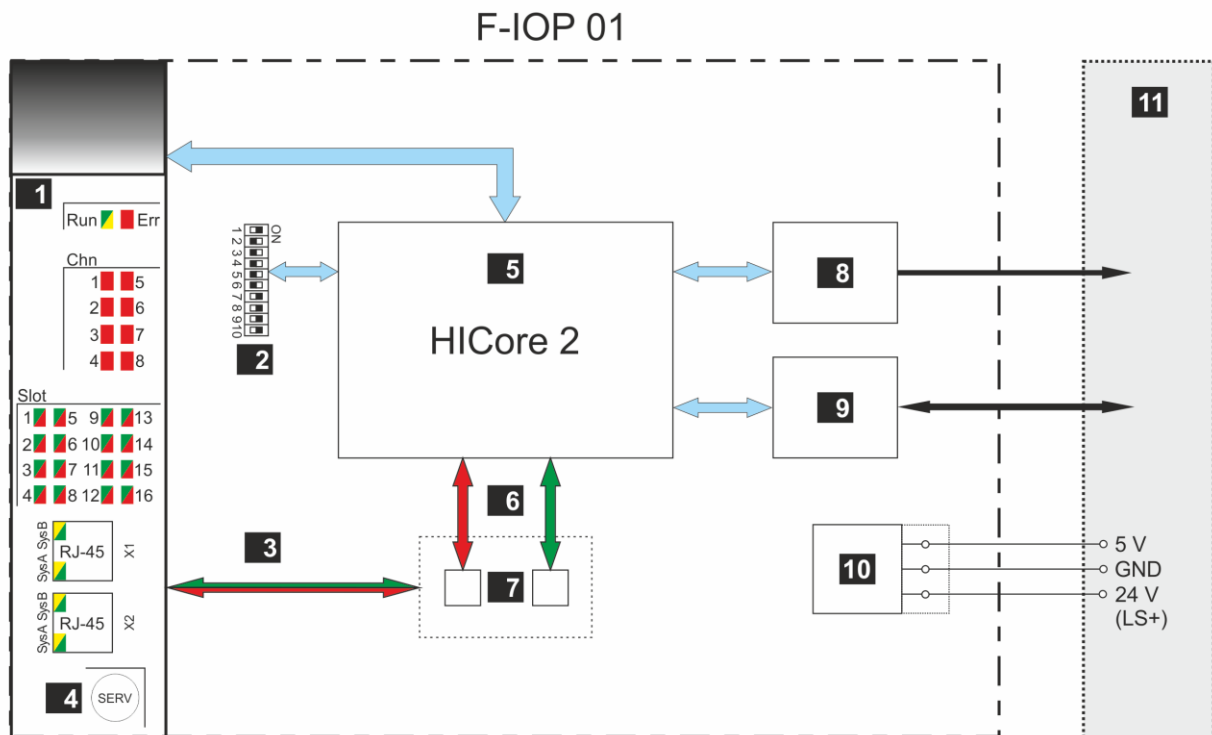 F-IOP 01
11
1
Run Err
Chn
1 5
2 6
3 7
4 8
Slot
1 5 9 13
2 6 10 14
3 7 11 15
4 8 12 16
SysA SysB RJ-45 X1
SysA SysB RJ-45 X2
4 SERV
ON
1 2 3 4 5 6 7 8 9 10
2
3
5
HICore 2
6
7
8
9
10
5 V
GND
24 V
(LS+)